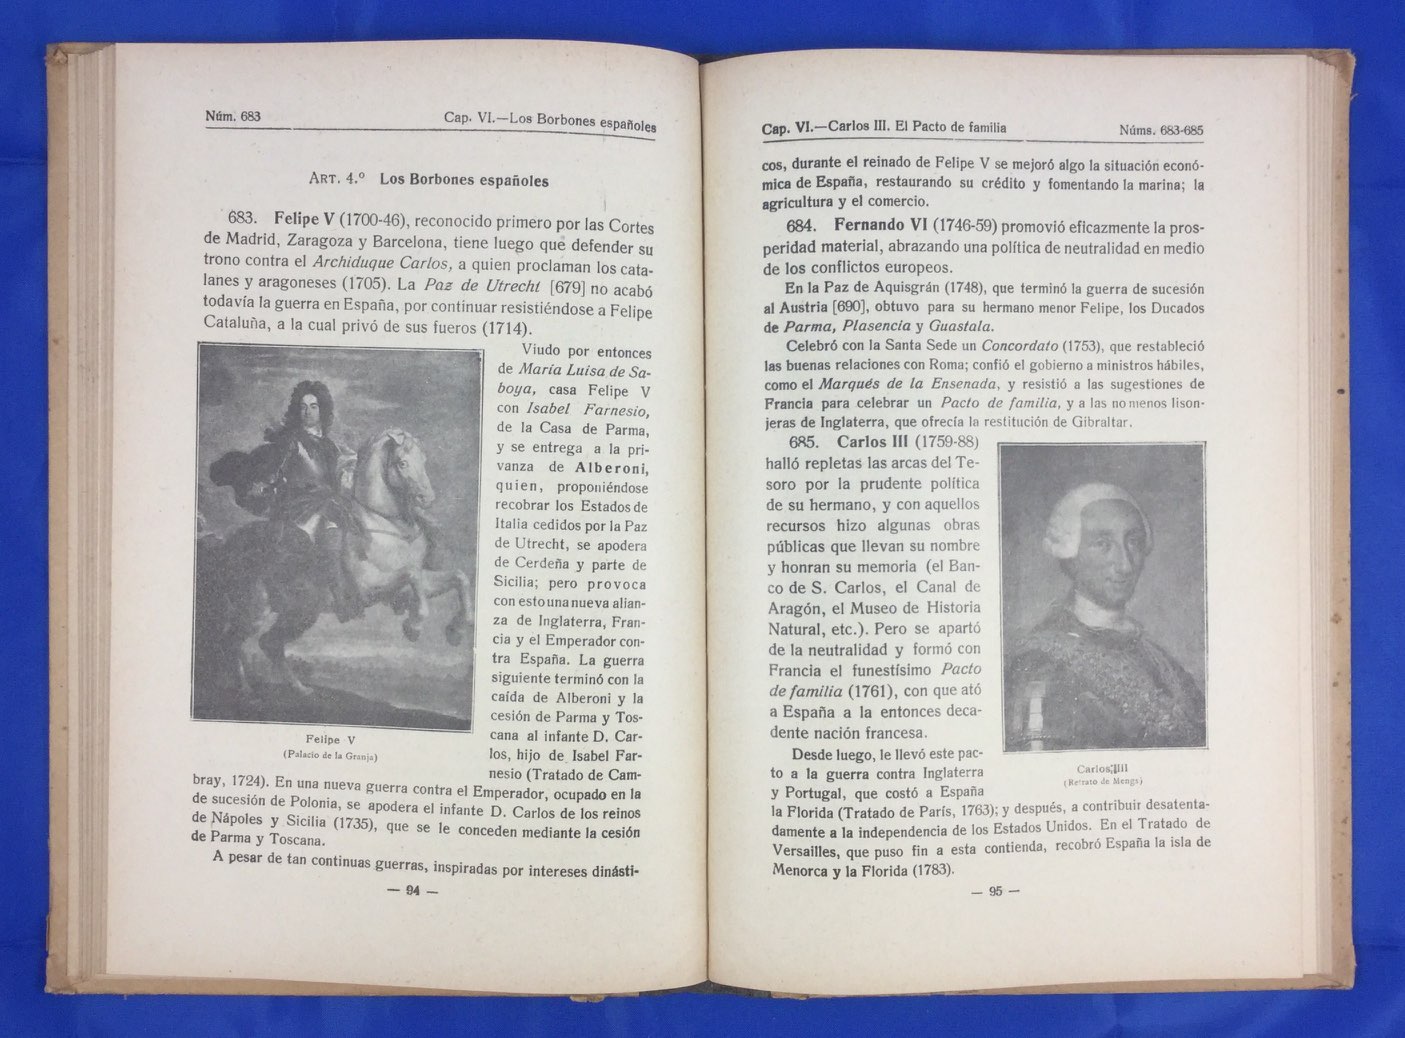 Núm. 683
Cap. VI.—Los Borbones españoles
ART. 4.º Los Borbones españoles
683. Felipe V (1700-46), reconocido primero por las Cortes
de Madrid, Zaragoza y Barcelona, tiene luego que defender su
trono contra el Archiduque Carlos, a quien proclaman los cata-
lanes y aragoneses (1705). La Paz de Utrecht [679] no acabó
todavía la guerra en España, por continuar resistiéndose a Felipe
Cataluña, a la cual privó de sus fueros (1714).
Viudo por entonces
de María Luisa de Sa-
boya, casa Felipe V
con Isabel Farnesio,
de la Casa de Parma,
y se entrega a la pri-
vanza de Alberoni,
quien, proponiéndose
recobrar los Estados de
Italia cedidos por la Paz
de Utrecht, se apodera
de Cerdeña y parte de
Sicilia; pero provoca
con esto una nueva alian-
za de Inglaterra, Fran-
cia y el Emperador con-
tra España. La guerra
siguiente terminó con la
caída de Alberoni y la
cesión de Parma y Tos-
cana al infante D. Car-
los, hijo de Isabel Far-
nesio (Tratado de Cam-
Felipe V
(Palacio de la Granja)
bray, 1724). En una nueva guerra contra el Emperador, ocupado en la
de sucesión de Polonia, se apodera el infante D. Carlos de los reinos
de Nápoles y Sicilia (1735), que se le conceden mediante la cesión
de Parma y Toscana.
A pesar de tan continuas guerras, inspiradas por intereses dinásti-
— 94 —
Cap. VI.—Carlos III. El Pacto de familia
Núms. 683-685
cos, durante el reinado de Felipe V se mejoró algo la situación econó-
mica de España, restaurando su crédito y fomentando la marina; la
agricultura y el comercio.
684. Fernando VI (1746-59) promovió eficazmente la pros-
peridad material, abrazando una política de neutralidad en medio
de los conflictos europeos.
En la Paz de Aquisgrán (1748), que terminó la guerra de sucesión
al Austria [690], obtuvo para su hermano menor Felipe, los Ducados
de Parma, Plasencia y Guastala.
Celebró con la Santa Sede un Concordato (1753), que restableció
las buenas relaciones con Roma; confió el gobierno a ministros hábiles,
como el Marqués de la Ensenada, y resistió a las sugestiones de
Francia para celebrar un Pacto de familia, y a las no menos lison-
jeras de Inglaterra, que ofrecía la restitución de Gibraltar.
685. Carlos III (1759-88)
halló repletas las arcas del Te-
soro por la prudente política
de su hermano, y con aquellos
recursos hizo algunas obras
públicas que llevan su nombre
y honran su memoria (el Ban-
co de S. Carlos, el Canal de
Aragón, el Museo de Historia
Natural, etc.). Pero se apartó
de la neutralidad y formó con
Francia el funestísimo Pacto
de familia (1761), con que ató
a España a la entonces deca-
dente nación francesa.
Desde luego, le llevó este pac-
to a la guerra contra Inglaterra
y Portugal, que costó a España
Carlos III
(Retrato de Mengs)
la Florida (Tratado de París, 1763); y después, a contribuir desatenta-
damente a la independencia de los Estados Unidos. En el Tratado de
Versailles, que puso fin a esta contienda, recobró España la isla de
Menorca y la Florida (1783).
— 95 —